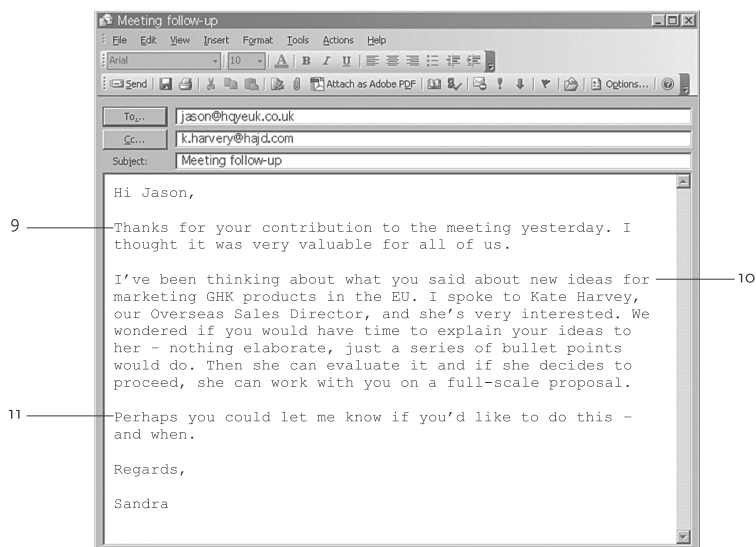 Meeting follow-up
File Edit View Insert Format Tools Actions Help
Arial 10 A B I U
Send Attach as Adobe PDF Options...
To... jason@hqyeuk.co.uk
Cc... k.harvery@hajd.com
Subject: Meeting follow-up
Hi Jason,
9 Thanks for your contribution to the meeting yesterday. I
thought it was very valuable for all of us.
I've been thinking about what you said about new ideas for 10
marketing GHK products in the EU. I spoke to Kate Harvey,
our Overseas Sales Director, and she's very interested. We
wondered if you would have time to explain your ideas to
her – nothing elaborate, just a series of bullet points
would do. Then she can evaluate it and if she decides to
proceed, she can work with you on a full-scale proposal.
11 Perhaps you could let me know if you'd like to do this –
and when.
Regards,
Sandra